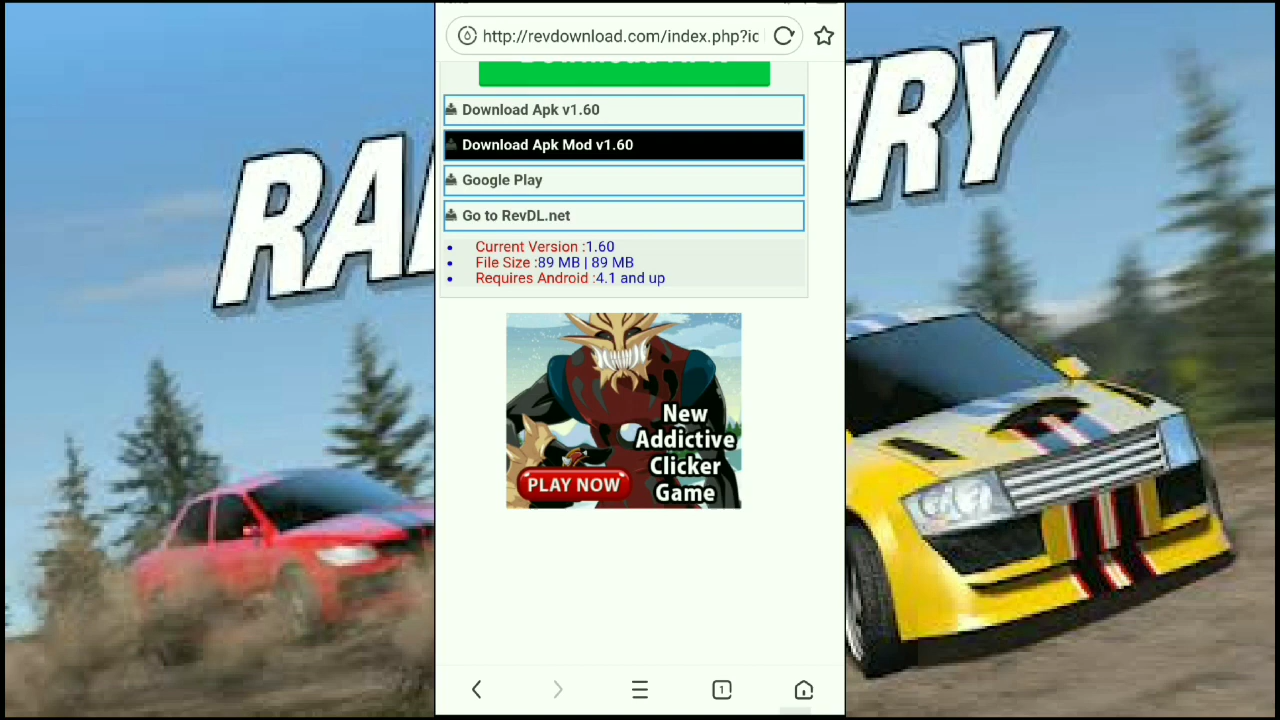 http://revdownload.com/index.php?ic
Download Apk v1.60
Download Apk Mod v1.60
Google Play
Go to RevDL.net
Current Version :1.60
File Size :89 MB | 89 MB
Requires Android :4.1 and up
New
Addictive
Clicker
Game
PLAY NOW
1